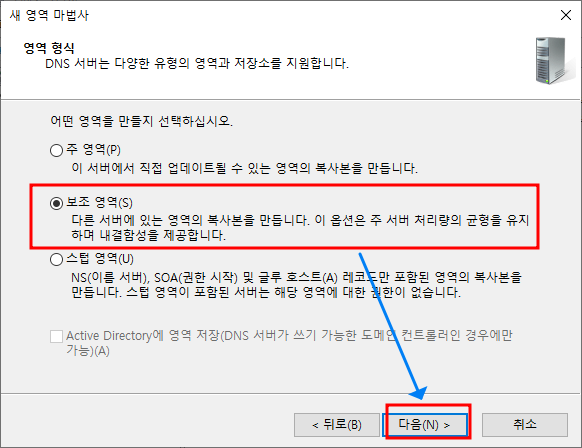 새 영역 마법사
영역 형식
DNS 서버는 다양한 유형의 영역과 저장소를 지원합니다.
어떤 영역을 만들지 선택하십시오.
주 영역(P)
이 서버에서 직접 업데이트될 수 있는 영역의 복사본을 만듭니다.
보조 영역(S)
다른 서버에 있는 영역의 복사본을 만듭니다. 이 옵션은 주 서버 처리량의 균형을 유지
하며 내결함성을 제공합니다.
스텁 영역(U)
NS(이름 서버), SOA(권한 시작) 및 글루 호스트(A) 레코드만 포함된 영역의 복사본을
만듭니다. 스텁 영역이 포함된 서버는 해당 영역에 대한 권한이 없습니다.
Active Directory에 영역 저장(DNS 서버가 쓰기 가능한 도메인 컨트롤러인 경우에만
가능)(A)
< 뒤로(B)
다음(N) >
취소